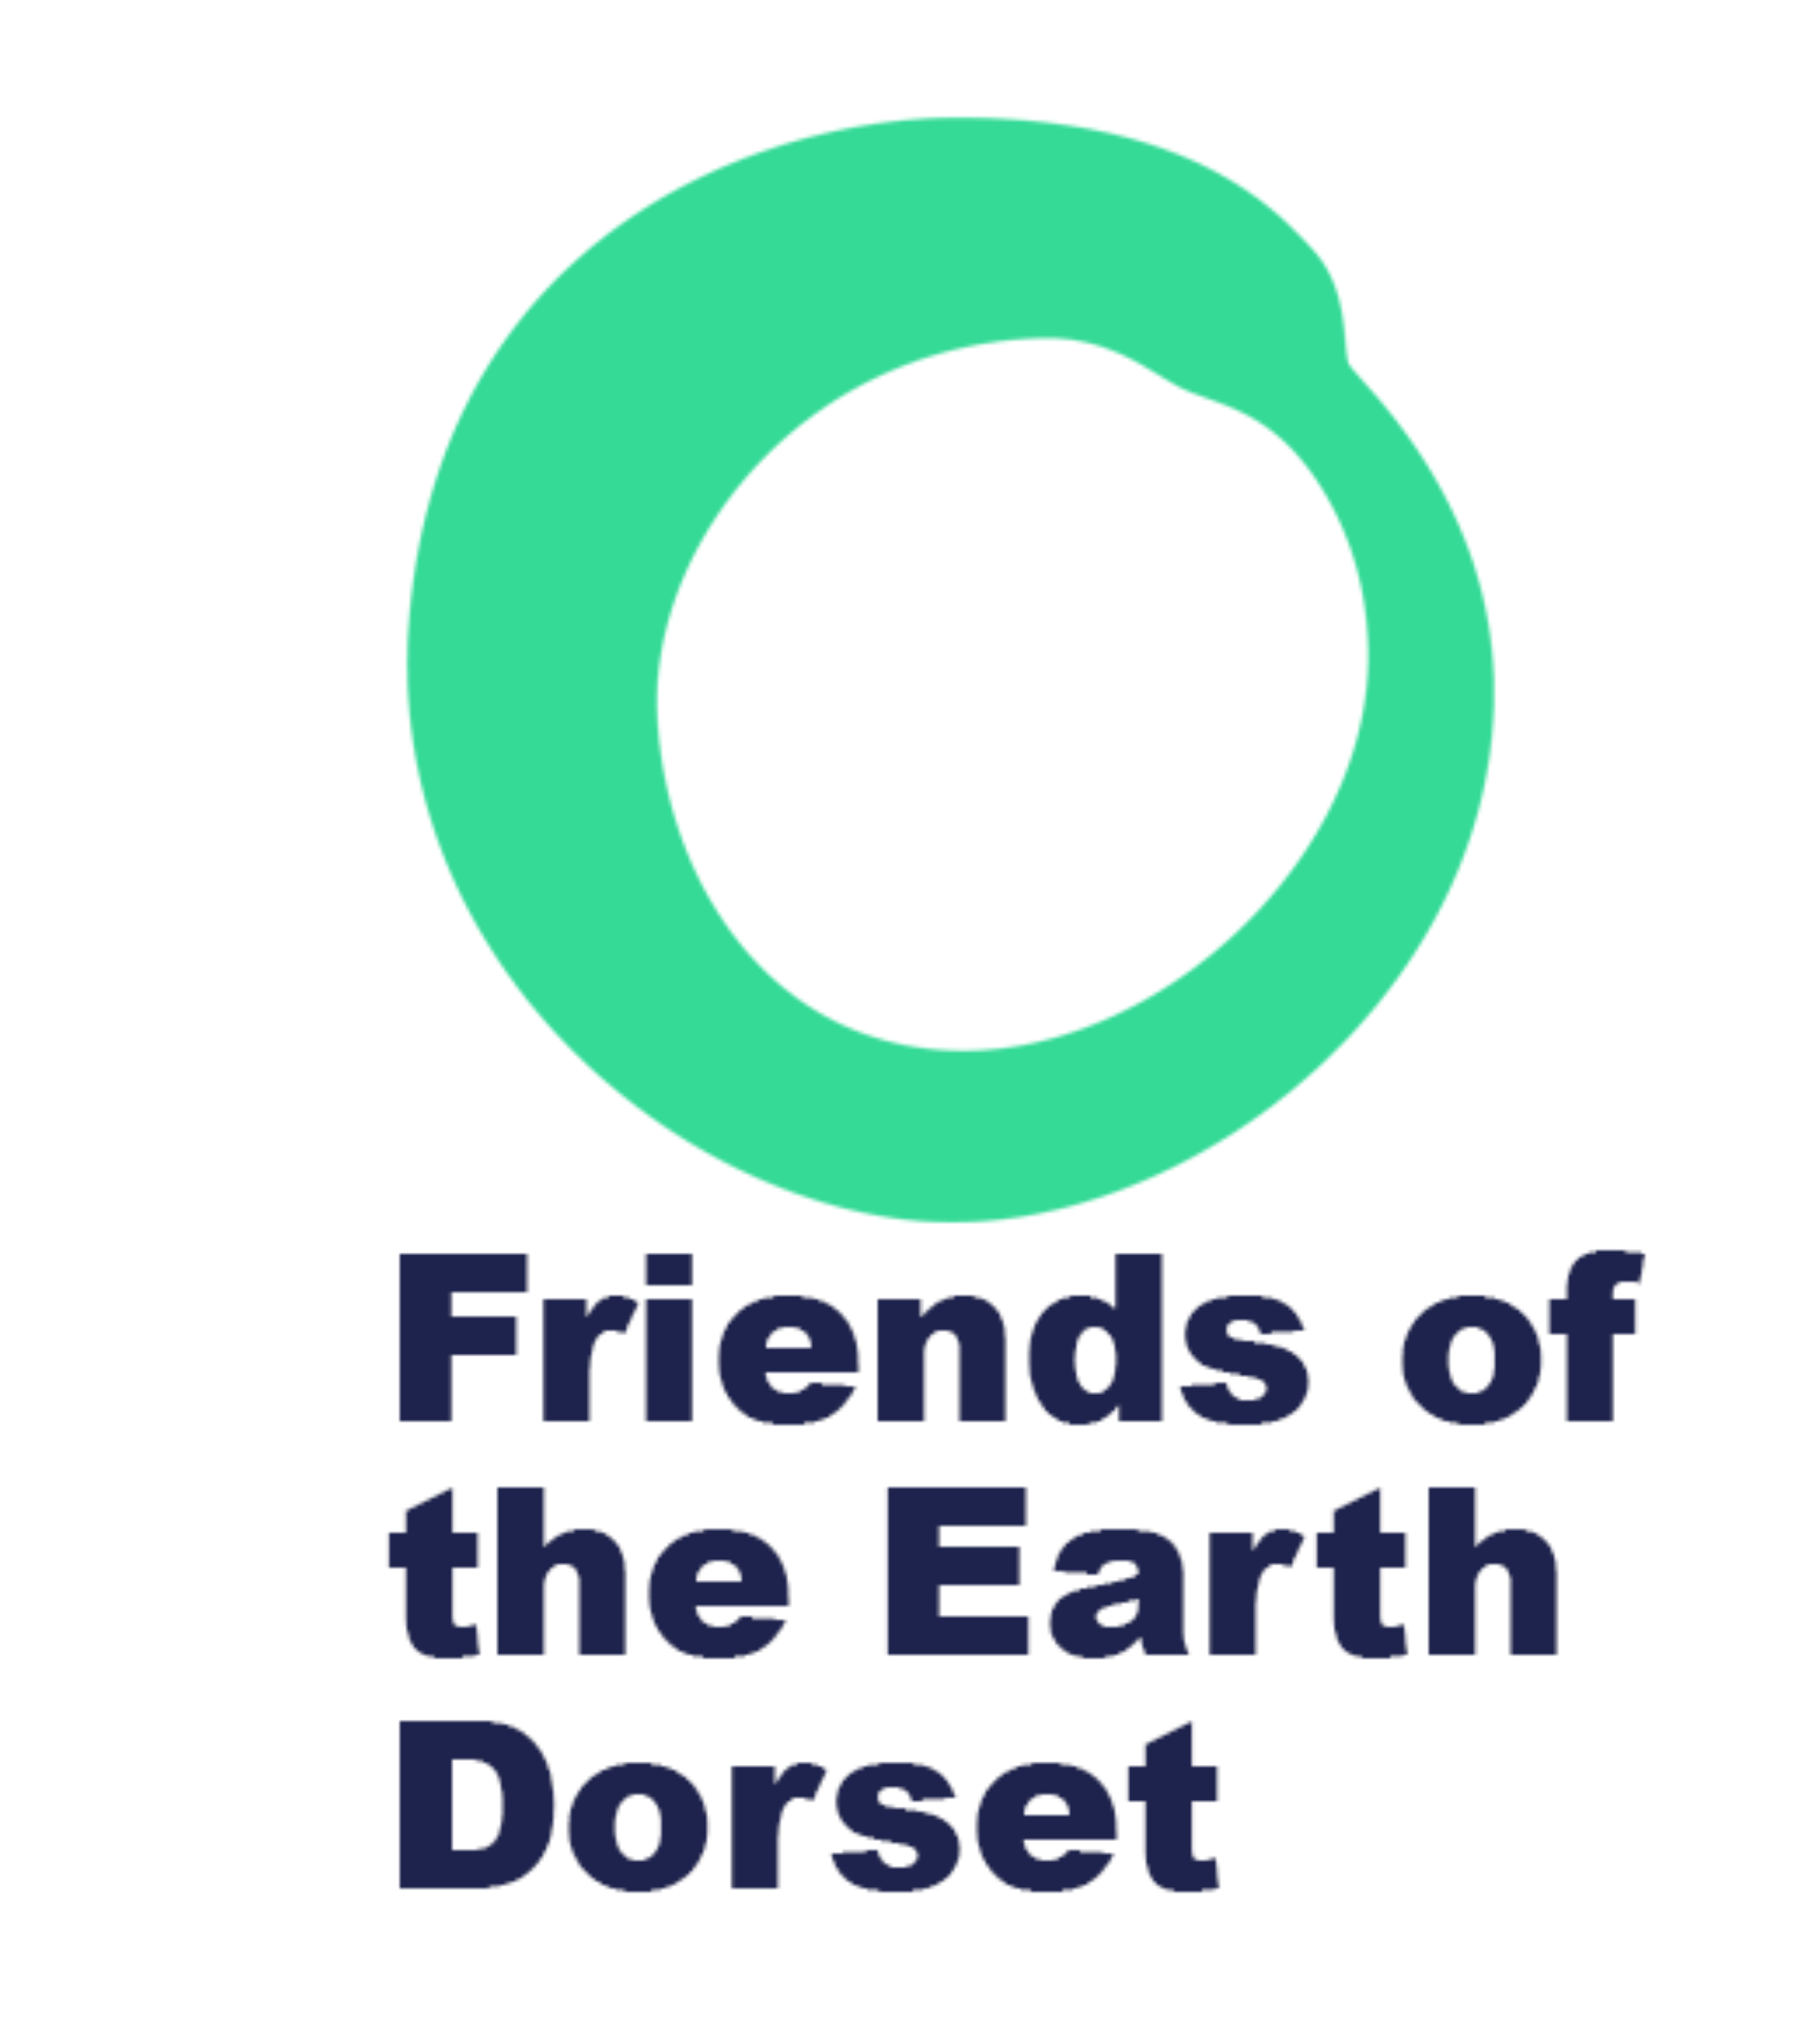 Friends of
the Earth
Dorset